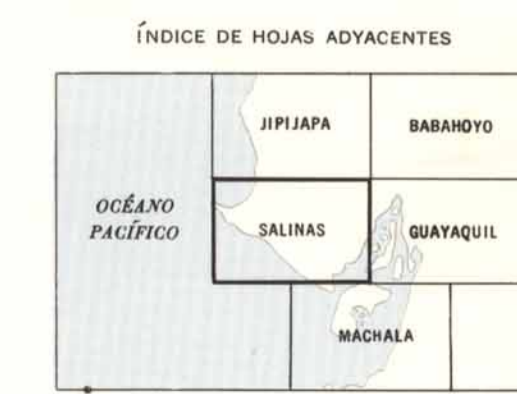 ÍNDICE DE HOJAS ADYACENTES
JIPIJAPA
BABAHOYO
OCÉANO
PACÍFICO
SALINAS
GUAYAQUIL
MACHALA